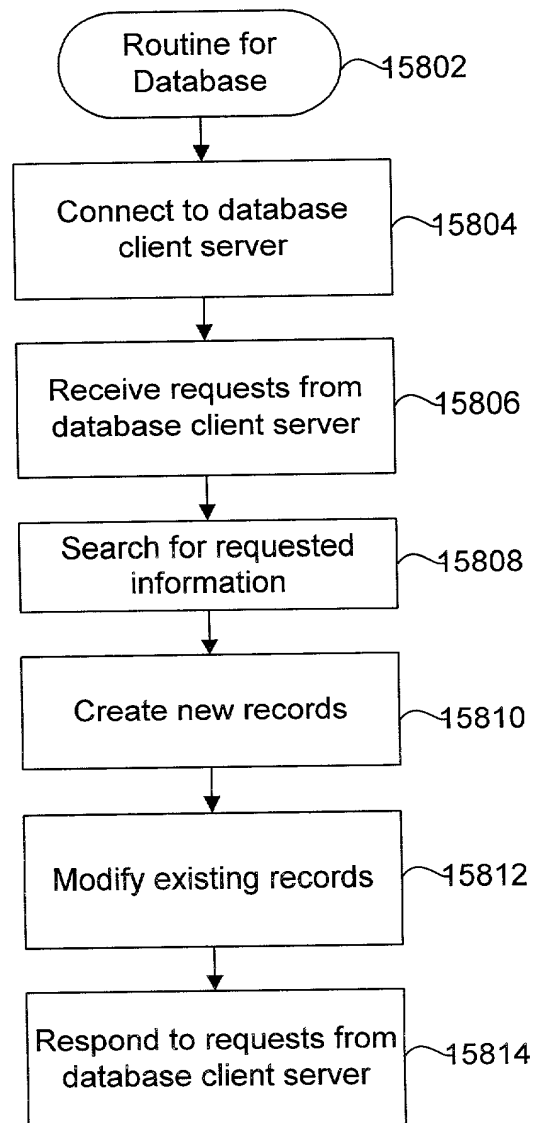 Routine for
Database
15802
Connect to database
client server
15804
Receive requests from
database client server
15806
Search for requested
information
15808
Create new records
15810
Modify existing records
15812
Respond to requests from
database client server
15814